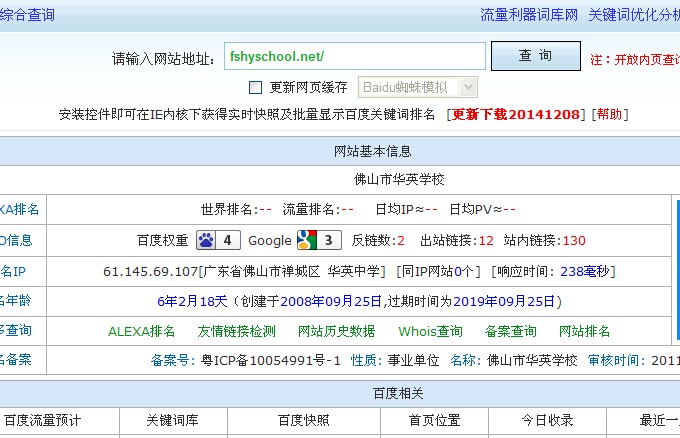 综合查询 流量利器词库网 关键词优化分析
请输入网站地址： fshyschool.net/ 查 询 注：开放内页查
更新网页缓存 Baidu蜘蛛模拟
安装控件即可在IE内核下获得实时快照及批量显示百度关键词排名 [更新下载20141208] [帮助]
网站基本信息
佛山市华英学校
XA排名 世界排名:-- 流量排名:-- 日均IP≈-- 日均PV≈--
O信息 百度权重 4 Google 3 反链数:2 出站链接:12 站内链接:130
名IP 61.145.69.107[广东省佛山市禅城区 华英中学] [同IP网站0个] [响应时间: 238毫秒]
名年龄 6年2月18天 (创建于2008年09月25日,过期时间为2019年09月25日)
查询 ALEXA排名 友情链接检测 网站历史数据 Whois查询 备案查询 网站排名
名备案 备案号: 粤ICP备10054991号-1 性质: 事业单位 名称: 佛山市华英学校 审核时间: 2011
百度相关
百度流量预计 关键词库 百度快照 首页位置 今日收录 最近一